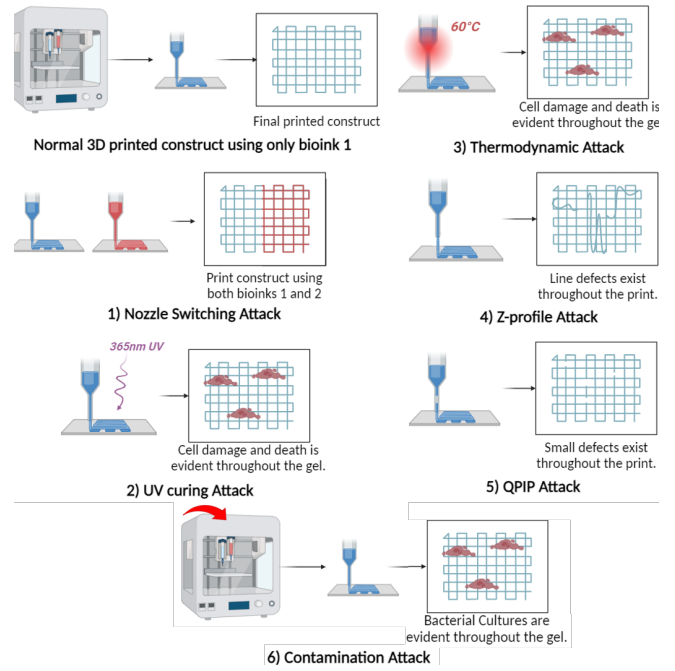 Final printed construct
Normal 3D printed construct using only bioink 1
60°C
Cell damage and death is
evident throughout the ge
3) Thermodynamic Attack
Print construct using
both bioinks 1 and 2
1) Nozzle Switching Attack
Line defects exist
throughout the print.
4) Z-profile Attack
365nm UV
Cell damage and death is
evident throughout the gel.
2) UV curing Attack
Small defects exist
throughout the print.
5) QPIP Attack
Bacterial Cultures are
evident throughout the gel.
6) Contamination Attack